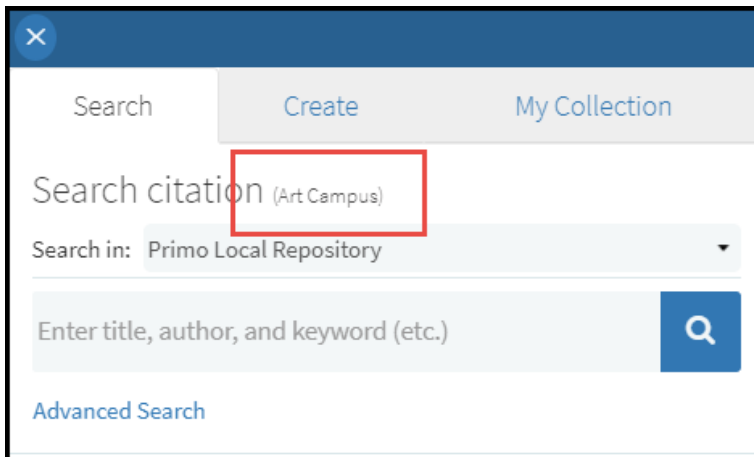 Search Create My Collection
Search citation (Art Campus)
Search in: Primo Local Repository
Enter title, author, and keyword (etc.)
Advanced Search